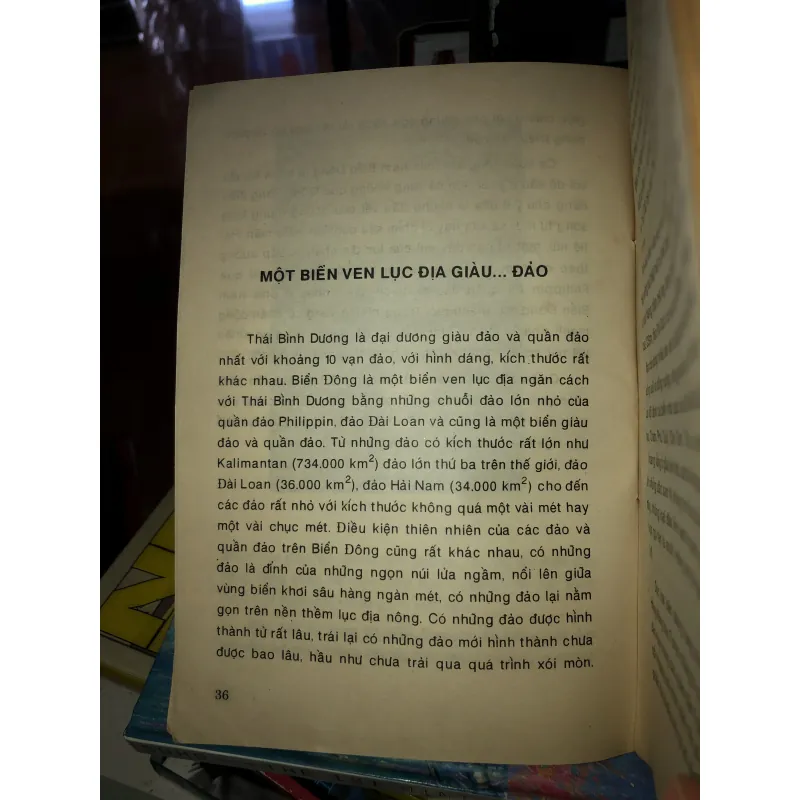 MỘT BIỂN VEN LỤC ĐỊA GIÀU... ĐẢO
Thái Bình Dương là đại dương giàu đảo và quần đảo
nhất với khoảng 10 vạn đảo, với hình dáng, kích thước rất
khác nhau. Biển Đông là một biển ven lục địa ngăn cách
với Thái Bình Dương bằng những chuỗi đảo lớn nhỏ của
quần đảo Philippin, đảo Đài Loan và cũng là một biển giàu
đảo và quần đảo. Từ những đảo có kích thước rất lớn như
Kalimantan (734.000 km²) đảo lớn thứ ba trên thế giới, đảo
Đài Loan (36.000 km²), đảo Hải Nam (34.000 km²) cho đến
các đảo rất nhỏ với kích thước không quá một vài mét hay
một vài chục mét. Điều kiện thiên nhiên của các đảo và
quần đảo trên Biển Đông cũng rất khác nhau, có những
đảo là đỉnh của những ngọn núi lửa ngầm, nổi lên giữa
vùng biển khơi sâu hàng ngàn mét, có những đảo lại nằm
gọn trên nền thềm lục địa nông. Có những đảo được hình
thành từ rất lâu, trái lại có những đảo mới hình thành chưa
được bao lâu, hầu như chưa trải qua quá trình xói mòn.
36